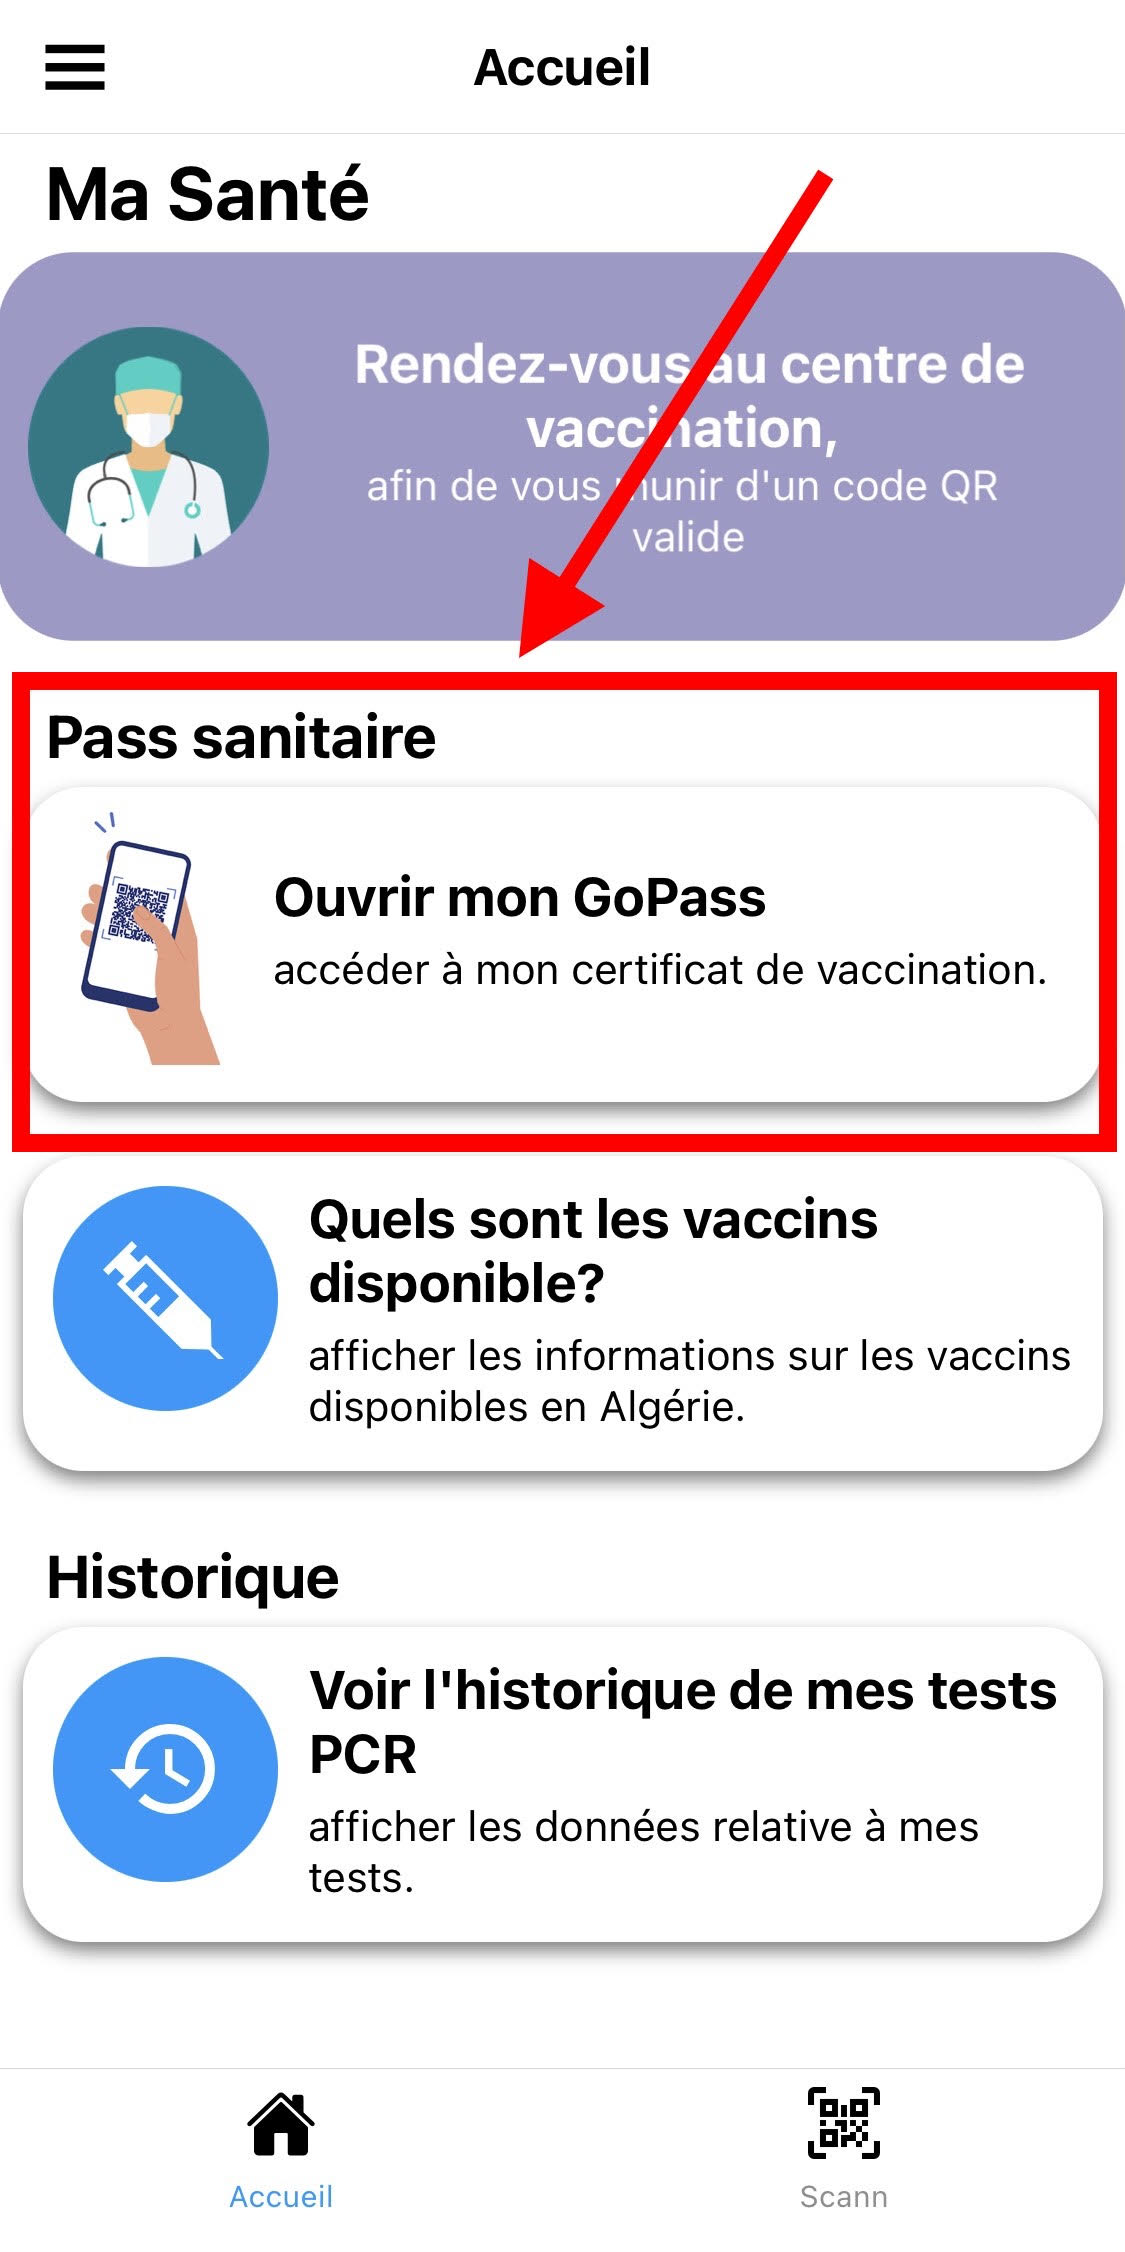 Accueil
Ma Santé
Rendez-vous au centre de
vaccination,
afin de vous munir d'un code QR
valide
Pass sanitaire
Ouvrir mon GoPass
accéder à mon certificat de vaccination.
Quels sont les vaccins
disponible?
afficher les informations sur les vaccins
disponibles en Algérie.
Historique
Voir l'historique de mes tests
PCR
afficher les données relative à mes
tests.
Accueil
Scann